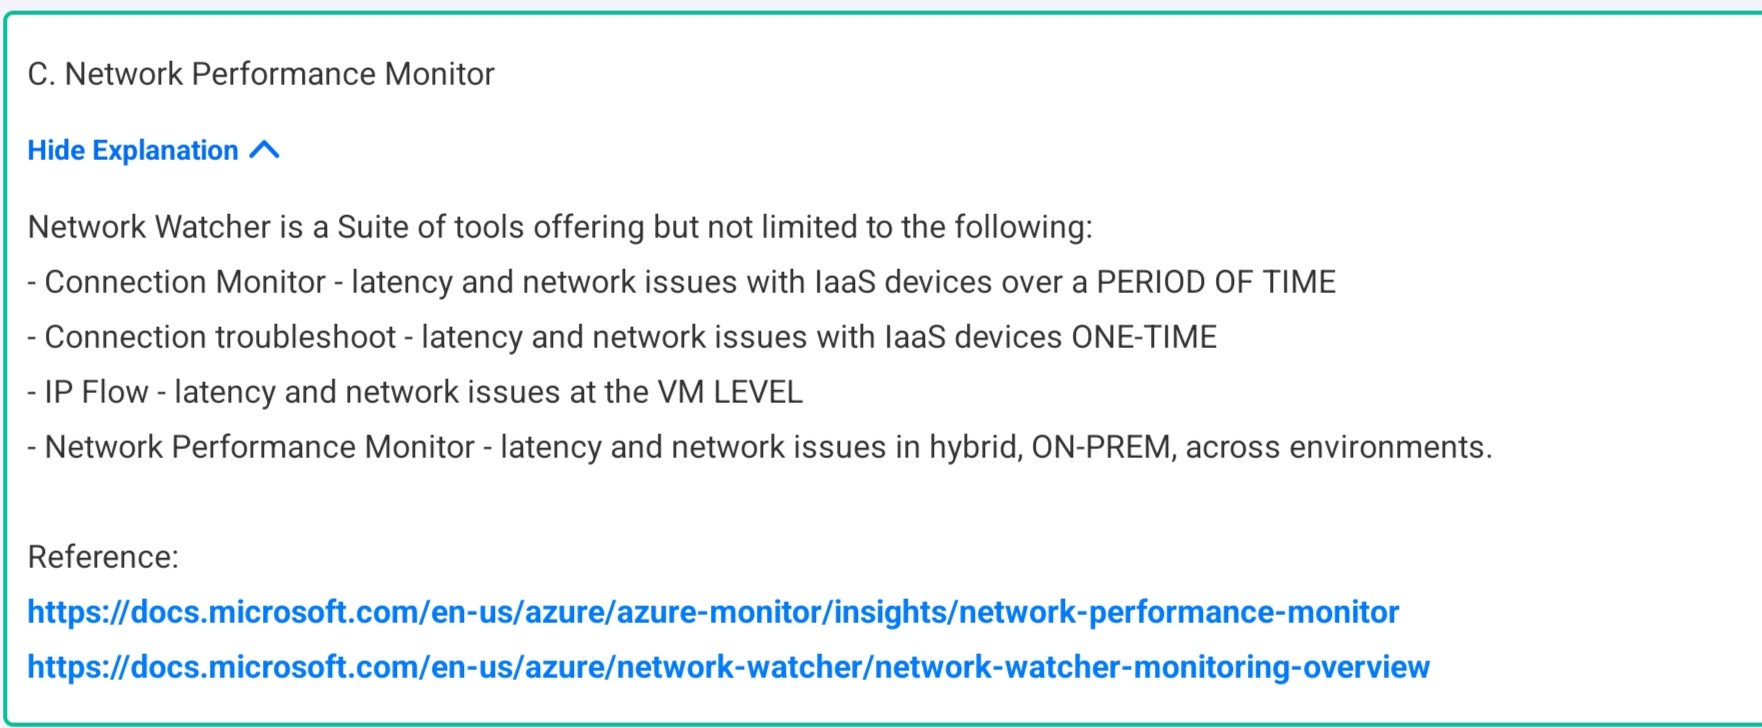 C. Network Performance Monitor
Hide Explanation
Network Watcher is a Suite of tools offering but not limited to the following:
- Connection Monitor - latency and network issues with IaaS devices over a PERIOD OF TIME
- Connection troubleshoot - latency and network issues with IaaS devices ONE-TIME
- IP Flow - latency and network issues at the VM LEVEL
- Network Performance Monitor - latency and network issues in hybrid, ON-PREM, across environments.
Reference:
https://docs.microsoft.com/en-us/azure/azure-monitor/insights/network-performance-monitor
https://docs.microsoft.com/en-us/azure/network-watcher/network-watcher-monitoring-overview